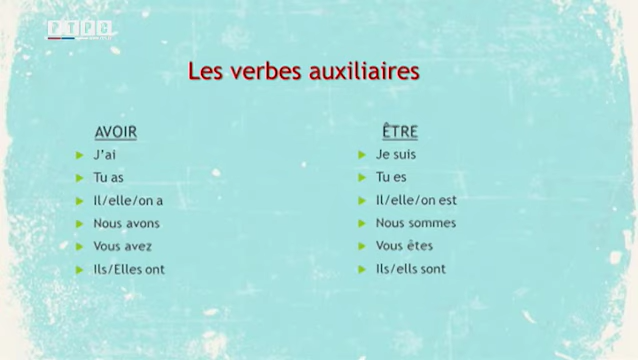 РТРС
Les verbes auxiliaires
AVOIR
J'ai
Tu as
Il/elle/on a
Nous avons
Vous avez
Ils/Elles ont
ÊTRE
Je suis
Tu es
Il/elle/on est
Nous sommes
Vous êtes
Ils/ells sont